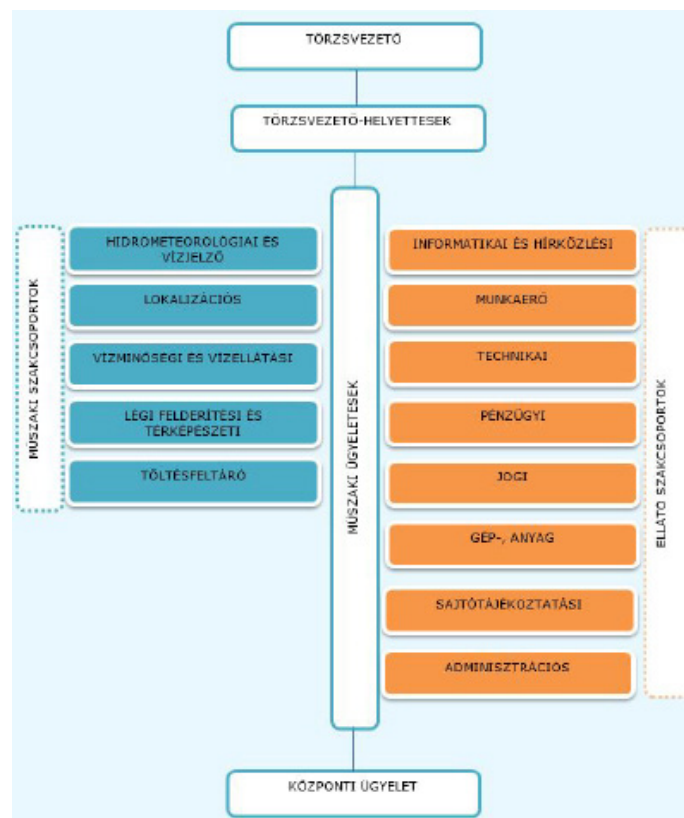 TÖRZSVEZETŐ
TÖRZSVEZETŐ-HELYETTESEK
MŰSZAKI SZAKCSOPORTOK
HIDROMETEOROLÓGIAI ÉS
VÍZJELZŐ
LOKALIZÁCIÓS
VÍZMINŐSÉGI ÉS VÍZELLÁTÁSI
LÉGI FELDERÍTÉSI ÉS
TÉRKÉPÉSZETI
TÖLTÉSFELTÁRÓ
MŰSZAKI ÜGYELETESEK
INFORMATIKAI ÉS HÍRKÖZLÉSI
MUNKAERŐ
TECHNIKAI
PÉNZÜGYI
JOGI
GÉP-, ANYAG
SAJTÓTÁJÉKOZTATÁSI
ADMINISZTRÁCIÓS
ELLÁTÓ SZAKCSOPORTOK
KÖZPONTI ÜGYELET